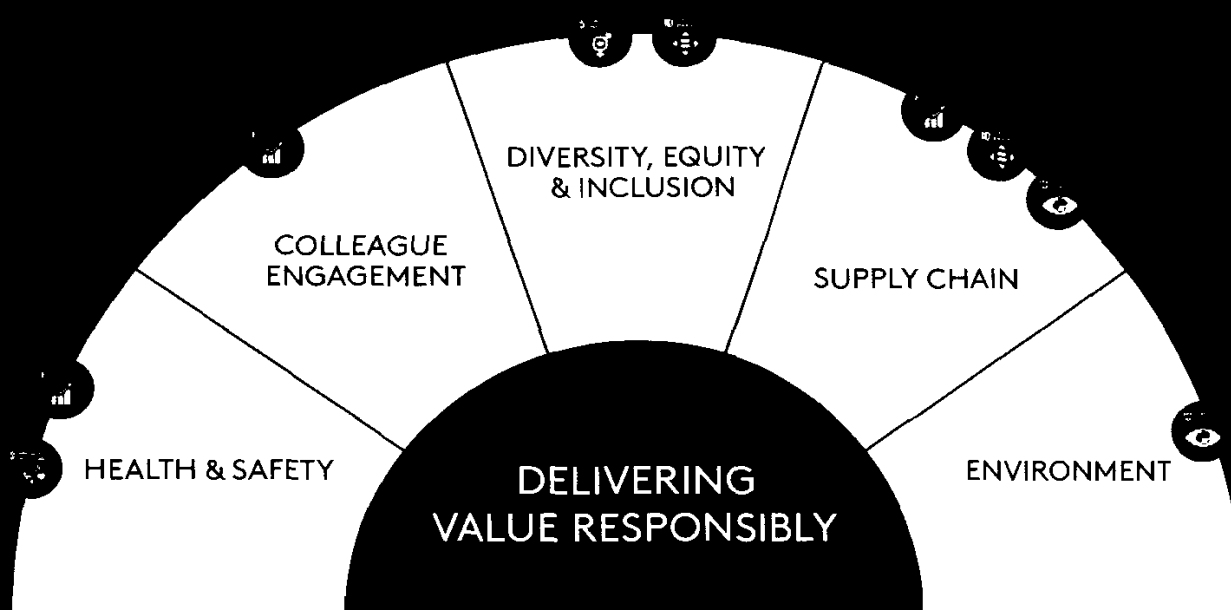 DIVERSITY, EQUITY
& INCLUSION
COLLEAGUE
ENGAGEMENT
SUPPLY CHAIN
HEALTH & SAFETY
ENVIRONMENT
DELIVERING
VALUE RESPONSIBLY